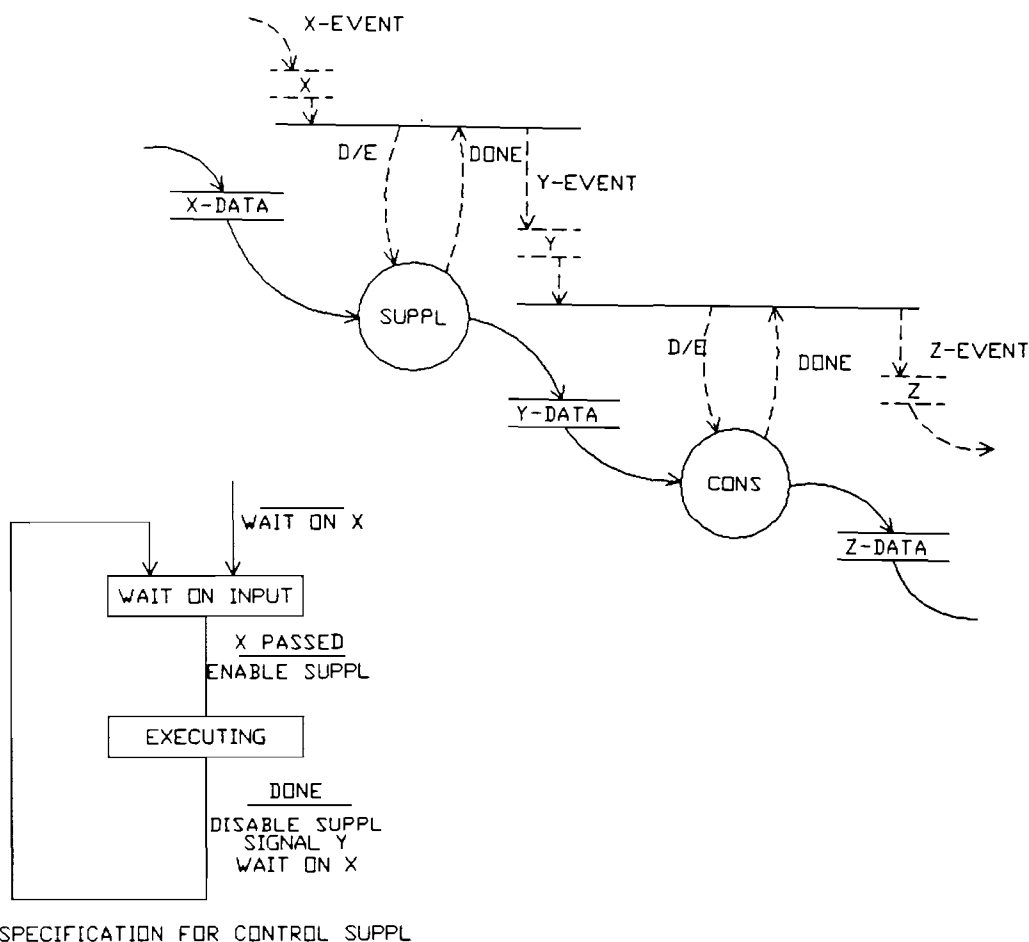 X-EVENT
X
D/E
DONE
Y-EVENT
X-DATA
Y
SUPPL
D/E
DONE
Z-EVENT
Z
Y-DATA
CONS
Z-DATA
WAIT ON X
WAIT ON INPUT
X PASSED
ENABLE SUPPL
EXECUTING
DONE
DISABLE SUPPL
SIGNAL Y
WAIT ON X
SPECIFICATION FOR CONTROL SUPPL